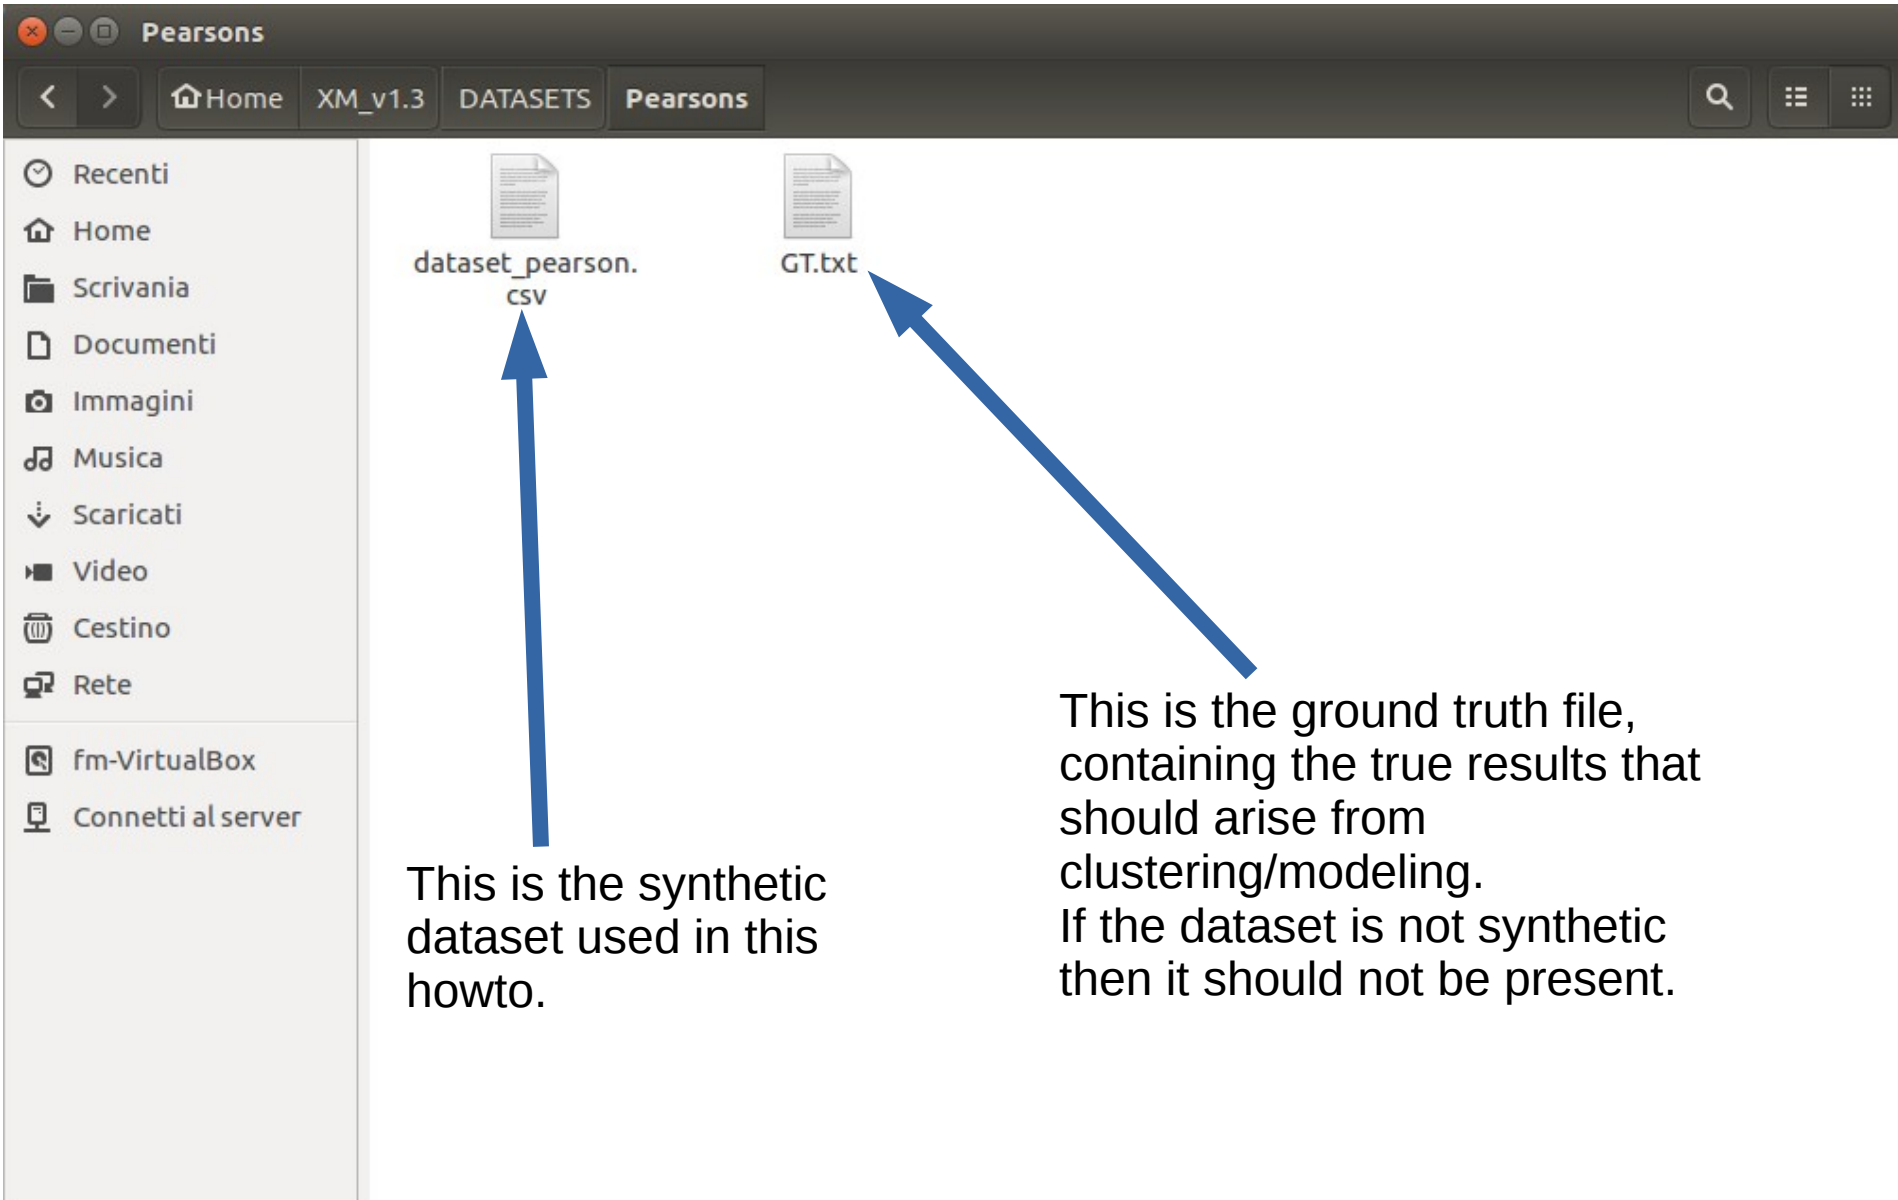 Pearsons
Home XM_v1.3 DATASETS Pearsons
Recenti
Home
Scrivania
Documenti
Immagini
Musica
Scaricati
Video
Cestino
Rete
fm-VirtualBox
Connetti al server
dataset_pearson.
csv
GT.txt
This is the synthetic
dataset used in this
howto.
This is the ground truth file,
containing the true results that
should arise from
clustering/modeling.
If the dataset is not synthetic
then it should not be present.